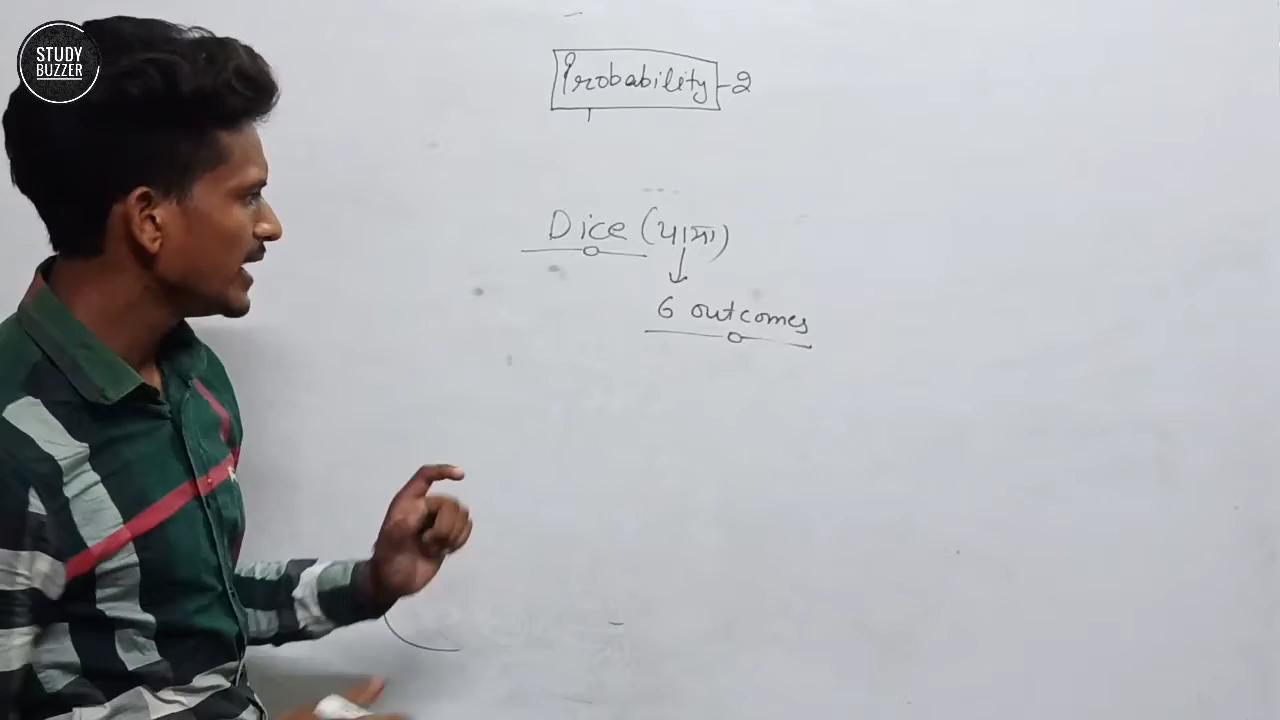 STUDY
BUZZER
Probability-2
Dice (पासा)
6 outcomes